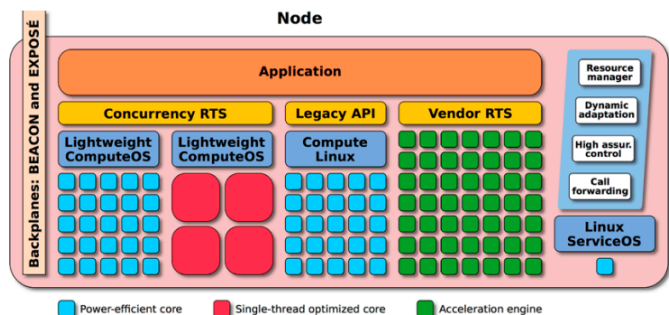 Node
Backplanes: BEACON and EXPOSÉ
Application
Concurrency RTS
Legacy API
Vendor RTS
Lightweight
ComputeOS
Lightweight
ComputeOS
Compute
Linux
Resource
manager
Dynamic
adaptation
High assur.
control
Call
forwarding
Linux
ServiceOS
Power-efficient core
Single-thread optimized core
Acceleration engine